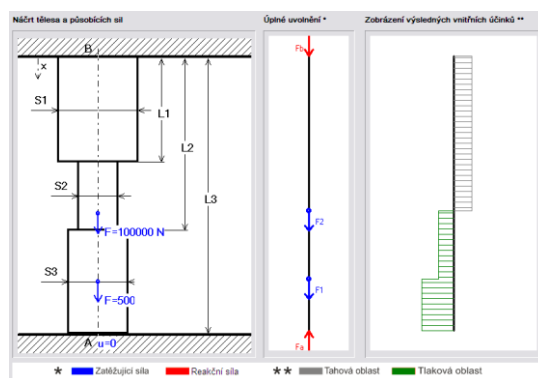 Náčrt tělesa a působících sil
Úplné uvolnění *
Zobrazení výsledných vnitřních účinků **
B
x
S1
L1
L2
S2
L3
F=100000 N
S3
F=500
A u=0
Fb
F2
F1
Fa
* Zatěžující síla Reakční síla ** Tahová oblast Tlaková oblast